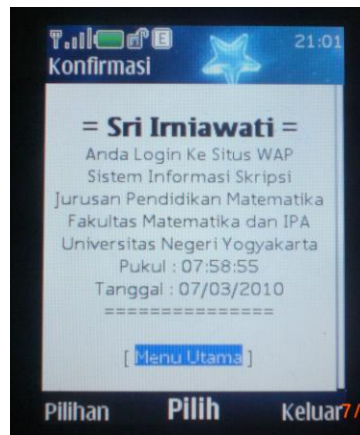 21:01
Konfirmasi
= Sri Irniawati =
Anda Login Ke Situs WAP
Sistem Informasi Skripsi
Jurusan Pendidikan Matematika
Fakultas Matematika dan IPA
Universitas Negeri Yogyakarta
Pukul : 07:58:55
Tanggal : 07/03/2010
===============
[ Menu Utama ]
Pilihan Pilih Keluar 7/